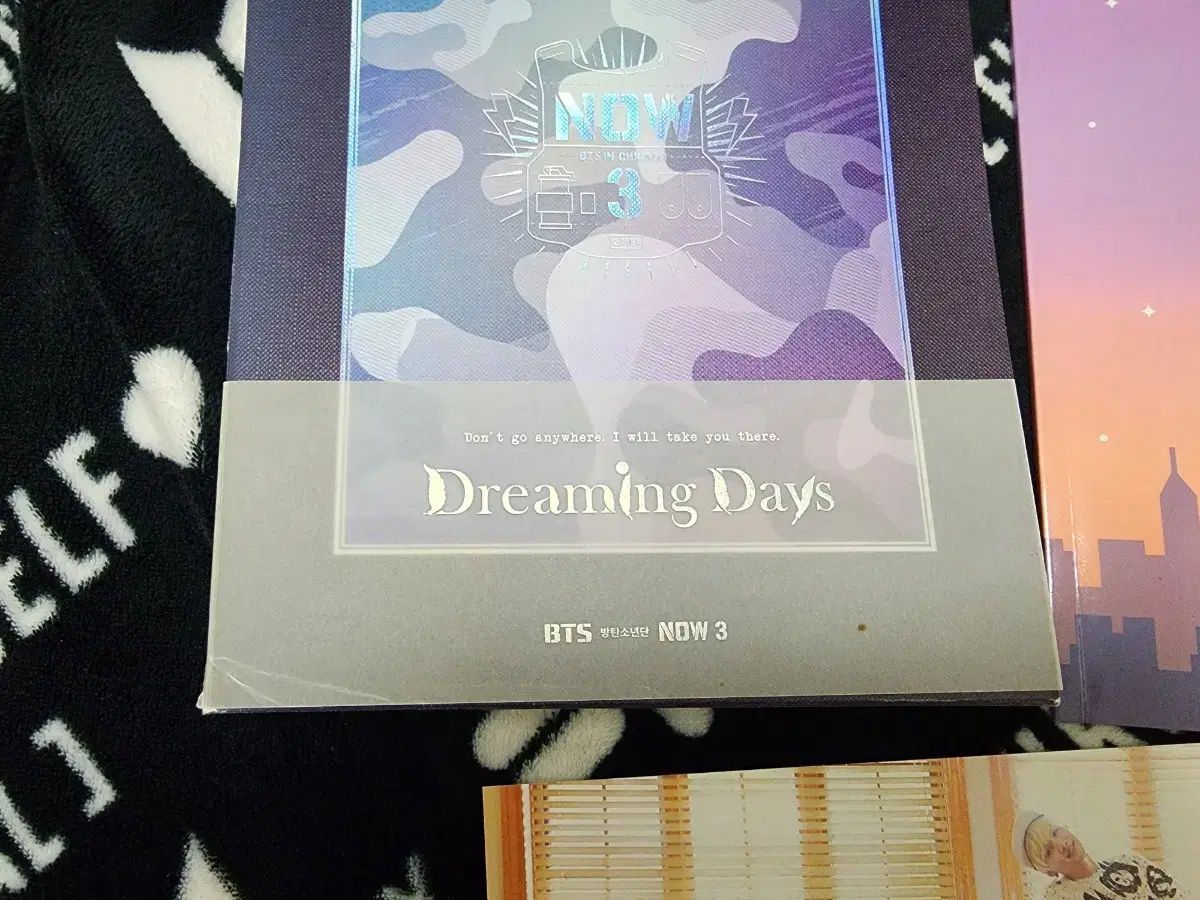 NOW
BTS IN CHICAGO
3
Don't go anywhere. I will take you there.
Dreaming Days
BTS 방탄소년단 NOW 3
ELF